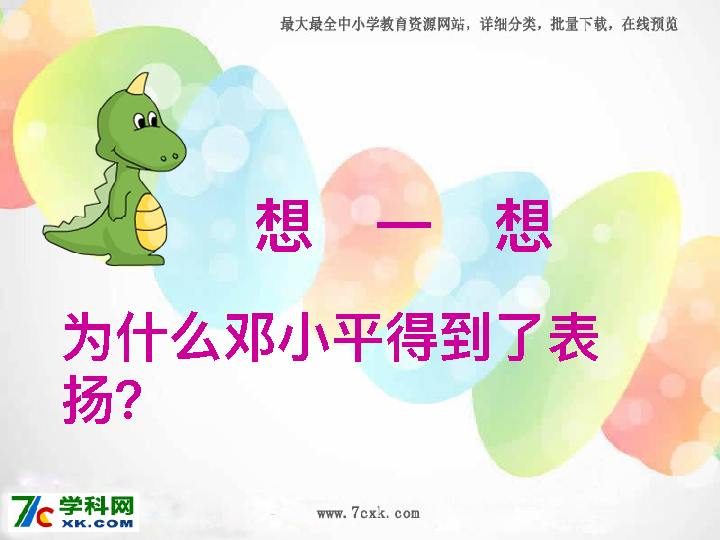 最大最全中小学教育资源网站，详细分类，批量下载，在线预览
想 一 想
为什么邓小平得到了表
扬？
7c 学科网
XK.COM
www.7cxk.com